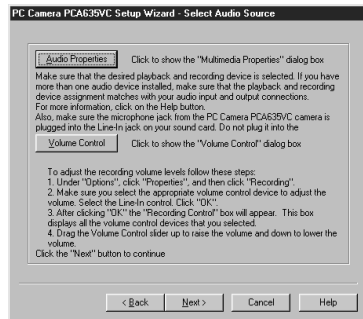 PC Camera PCA635VC Setup Wizard - Select Audio Source
Audio Properties Click to show the "Multimedia Properties" dialog box
Make sure that the desired playback and recording device is selected. If you have
more than one audio device installed, make sure that the playback and recording
device assignment matches with your audio input and output connections.
For more information, click on the Help button.
Also, make sure the microphone jack from the PC Camera PCA635VC camera is
plugged into the Line-In jack on your sound card. Do not plug it into the
Volume Control Click to show the "Volume Control" dialog box
To adjust the recording volume levels follow these steps:
1. Under "Options", click "Properties", and then click "Recording".
2. Make sure you select the appropriate volume control device to adjust the
volume. Select the Line-In control. Click "OK".
3. After clicking "OK" the "Recording Control" box will appear. This box
displays all the volume control devices that you selected.
4. Drag the Volume Control slider up to raise the volume and down to lower the
volume.
Click the "Next" button to continue
< Back Next > Cancel Help